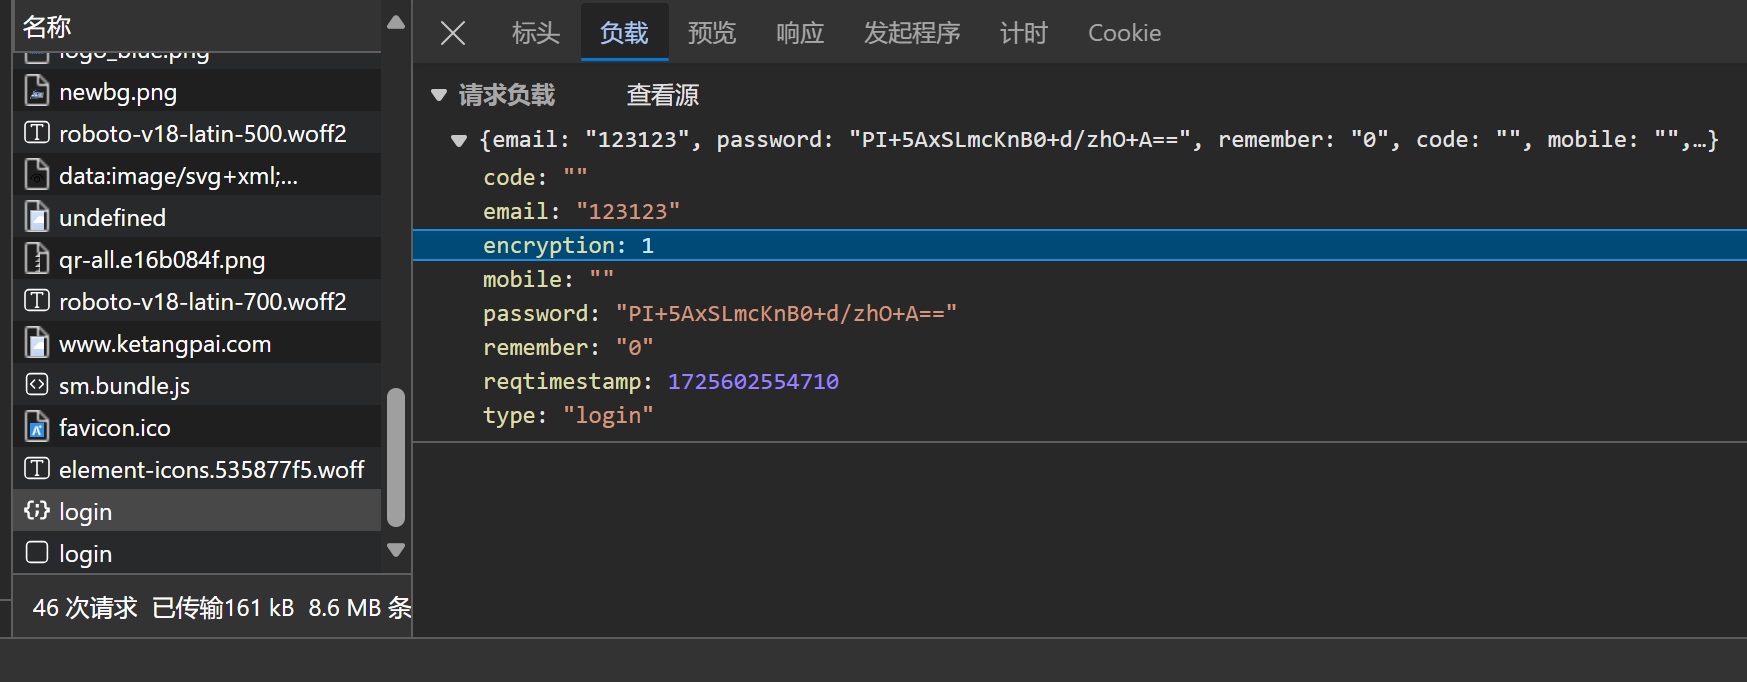 名称
logo_blue.png
newbg.png
roboto-v18-latin-500.woff2
data:image/svg+xml;...
undefined
qr-all.e16b084f.png
roboto-v18-latin-700.woff2
www.ketangpai.com
sm.bundle.js
favicon.ico
element-icons.535877f5.woff
login
login
46 次请求 已传输161 kB 8.6 MB 条
标头 负载 预览 响应 发起程序 计时 Cookie
请求负载 查看源
{email: "123123", password: "PI+5AxSLmcKnB0+d/zhO+A==", remember: "0", code: "", mobile: "",…}
code: ""
email: "123123"
encryption: 1
mobile: ""
password: "PI+5AxSLmcKnB0+d/zhO+A=="
remember: "0"
reqtimestamp: 1725602554710
type: "login"